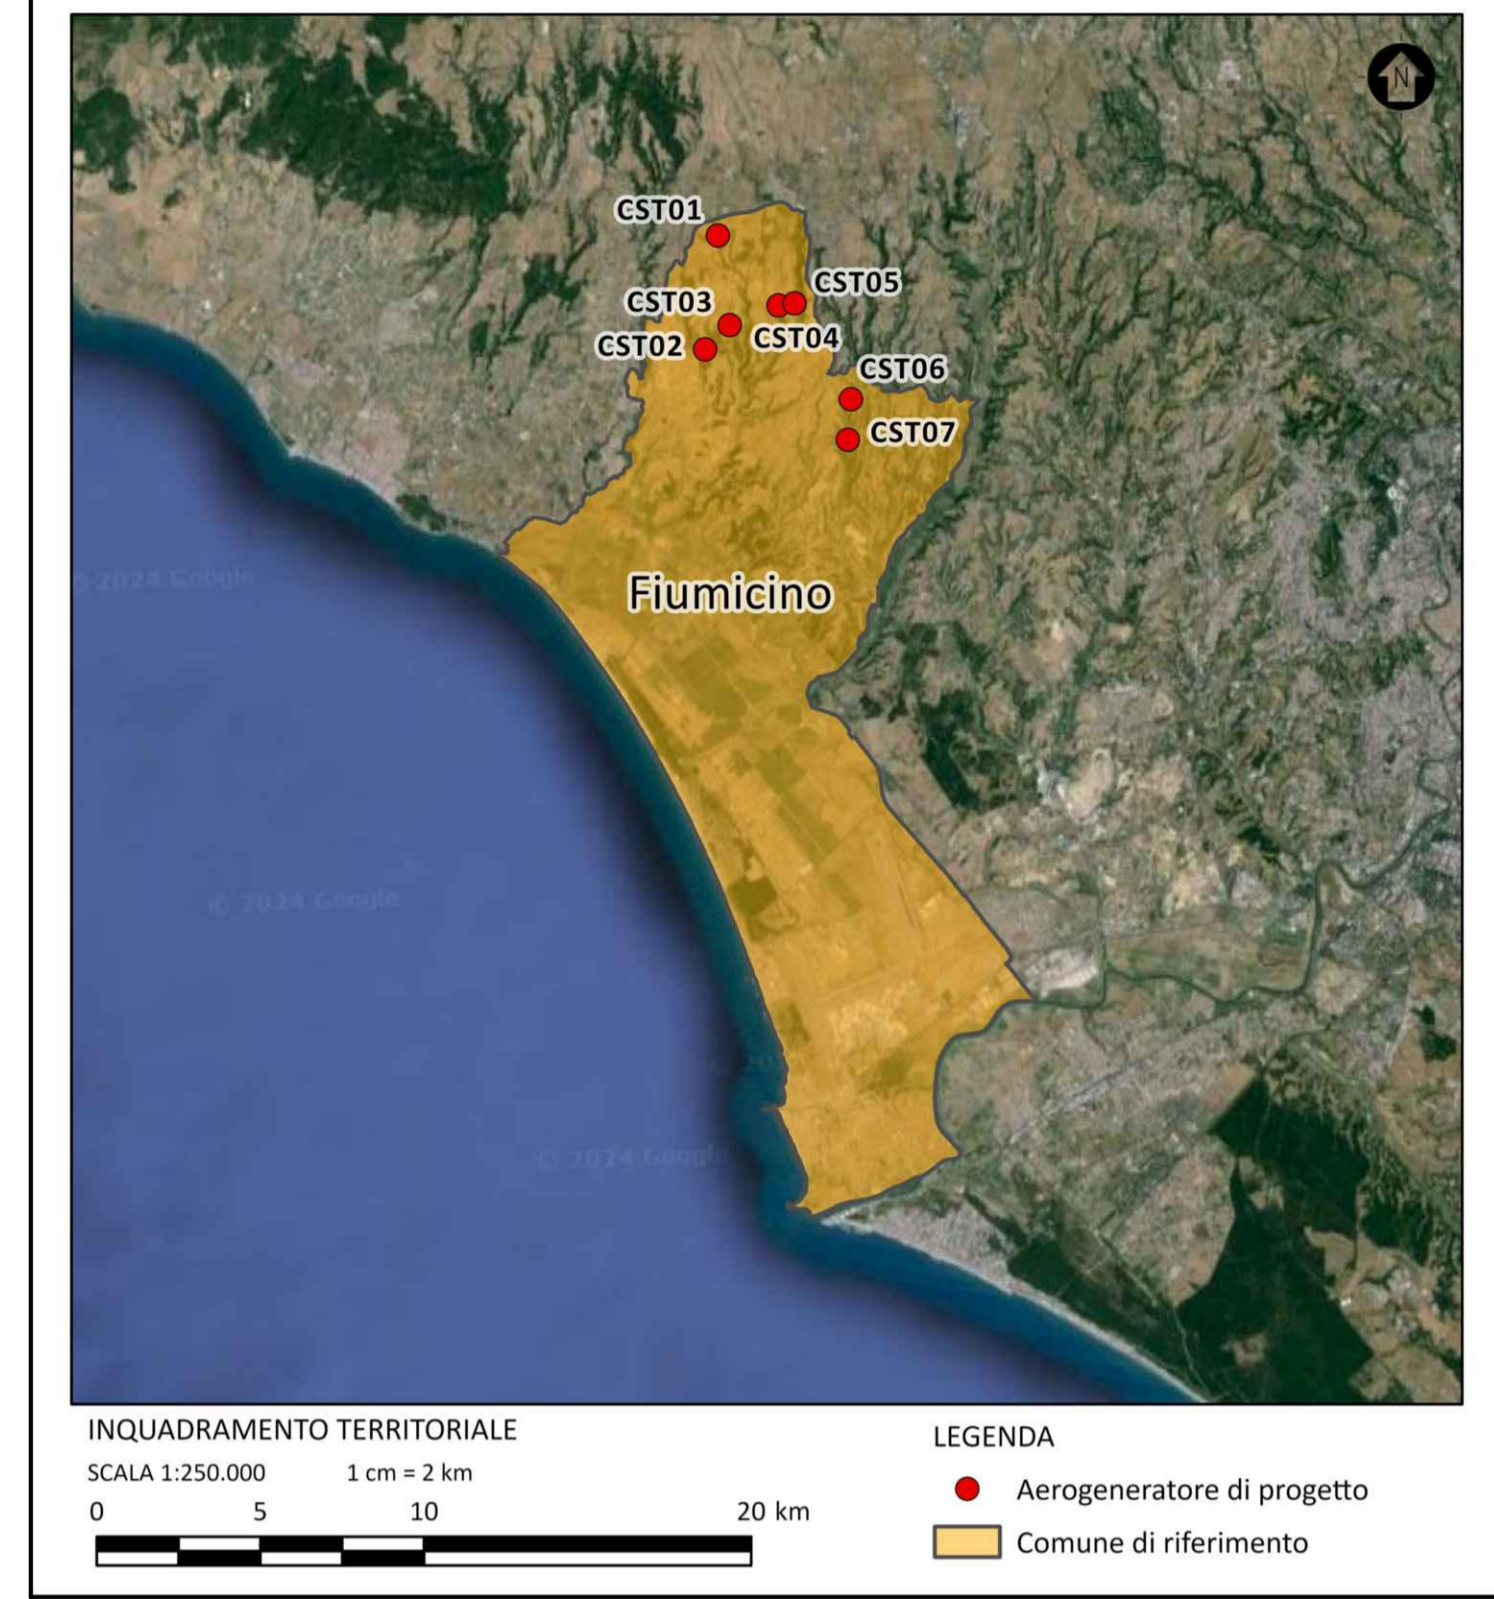 N
CST01
CST05
CST03
CST04
CST02
CST06
CST07
© 2024 Google
Fiumicino
© 2024 Google
© 2024 Google
INQUADRAMENTO TERRITORIALE
SCALA 1:250.000 1 cm = 2 km
0 5 10 20 km
LEGENDA
Aerogeneratore di progetto
Comune di riferimento